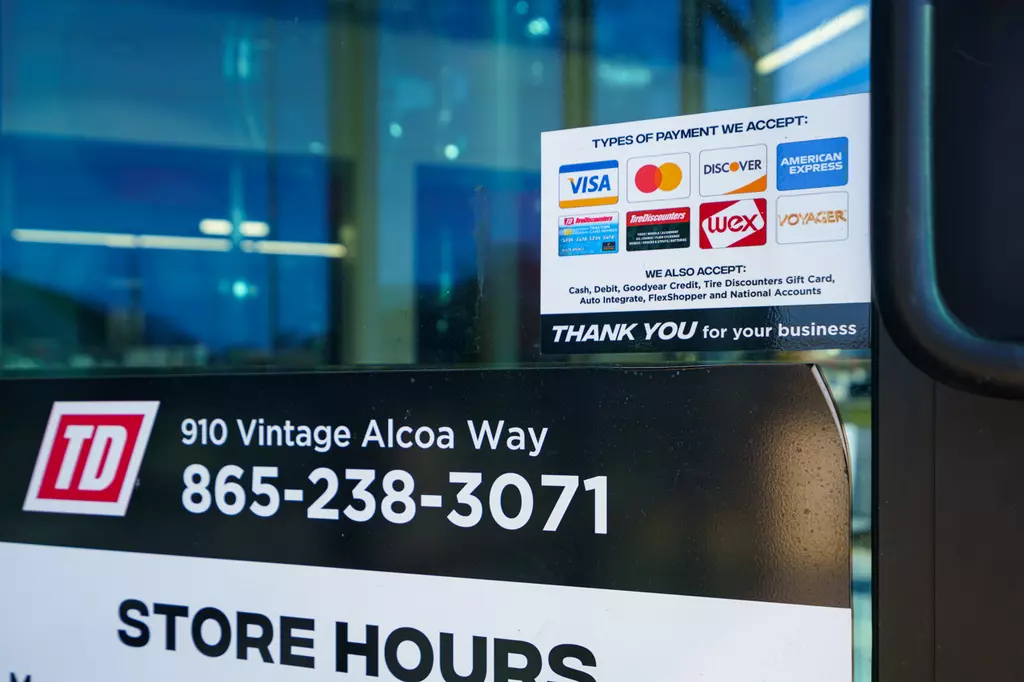 TYPES OF PAYMENT WE ACCEPT:
VISA
DISCOVER
AMERICAN
EXPRESS
TireDiscounters
TireDiscounters
wex
VOYAGER
WE ALSO ACCEPT:
Cash, Debit, Goodyear Credit, Tire Discounters Gift Card,
Auto Integrate, FlexShopper and National Accounts
THANK YOU for your business
TD
910 Vintage Alcoa Way
865-238-3071
STORE HOURS